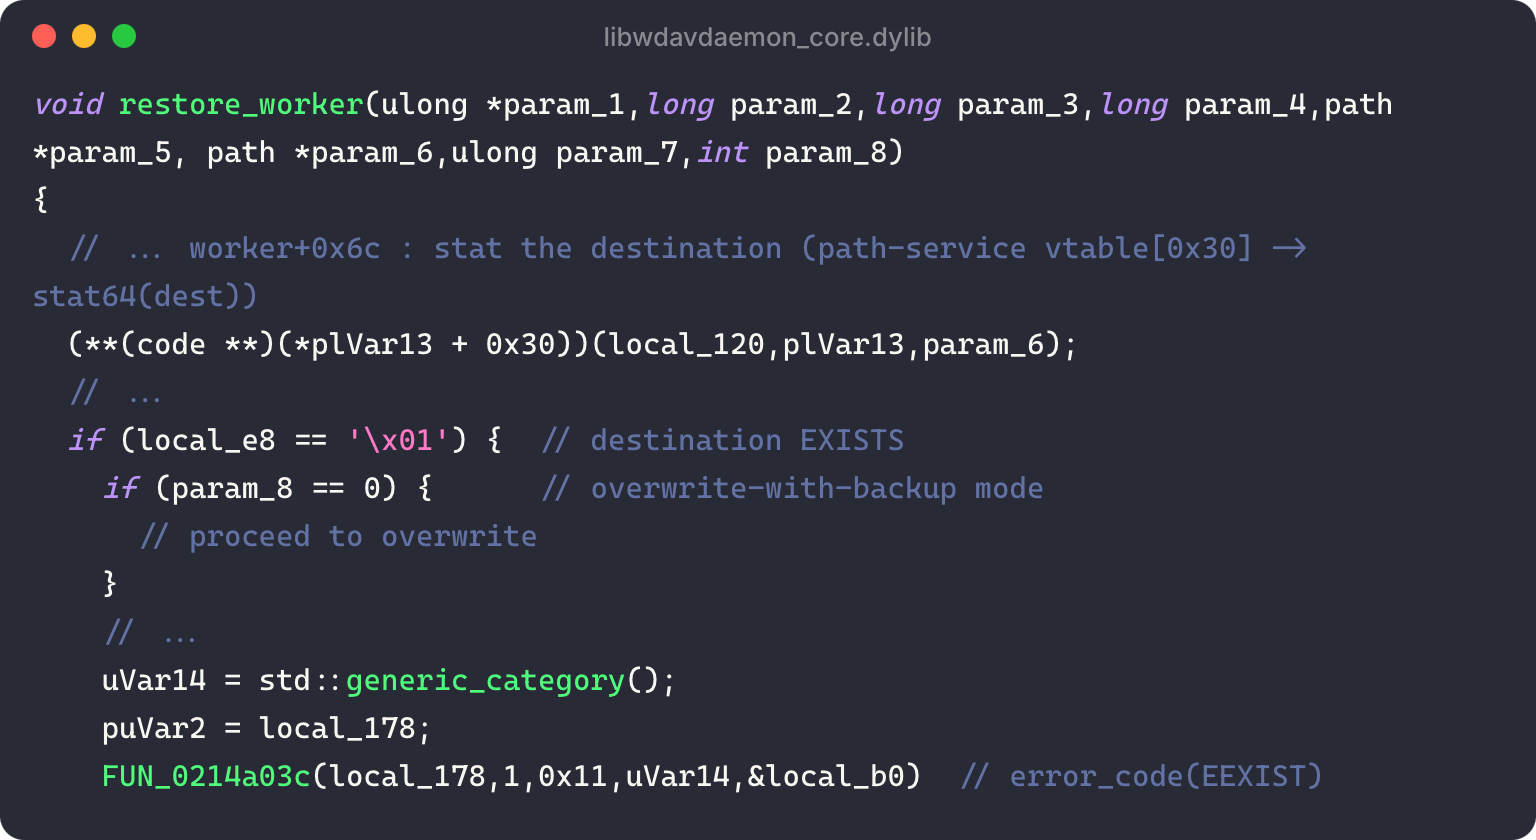 libwdavdaemon_core.dylib
void restore_worker(ulong *param_1,long param_2,long param_3,long param_4,path
*param_5, path *param_6,ulong param_7,int param_8)
{
  // ... worker+0x6c : stat the destination (path-service vtable[0x30] ->
stat64(dest))
  (**(code **)(*plVar13 + 0x30))(local_120,plVar13,param_6);
  // ...
  if (local_e8 == '\x01') {  // destination EXISTS
    if (param_8 == 0) {      // overwrite-with-backup mode
      // proceed to overwrite
    }
    // ...
    uVar14 = std::generic_category();
    puVar2 = local_178;
    FUN_0214a03c(local_178,1,0x11,uVar14,&local_b0)  // error_code(EEXIST)